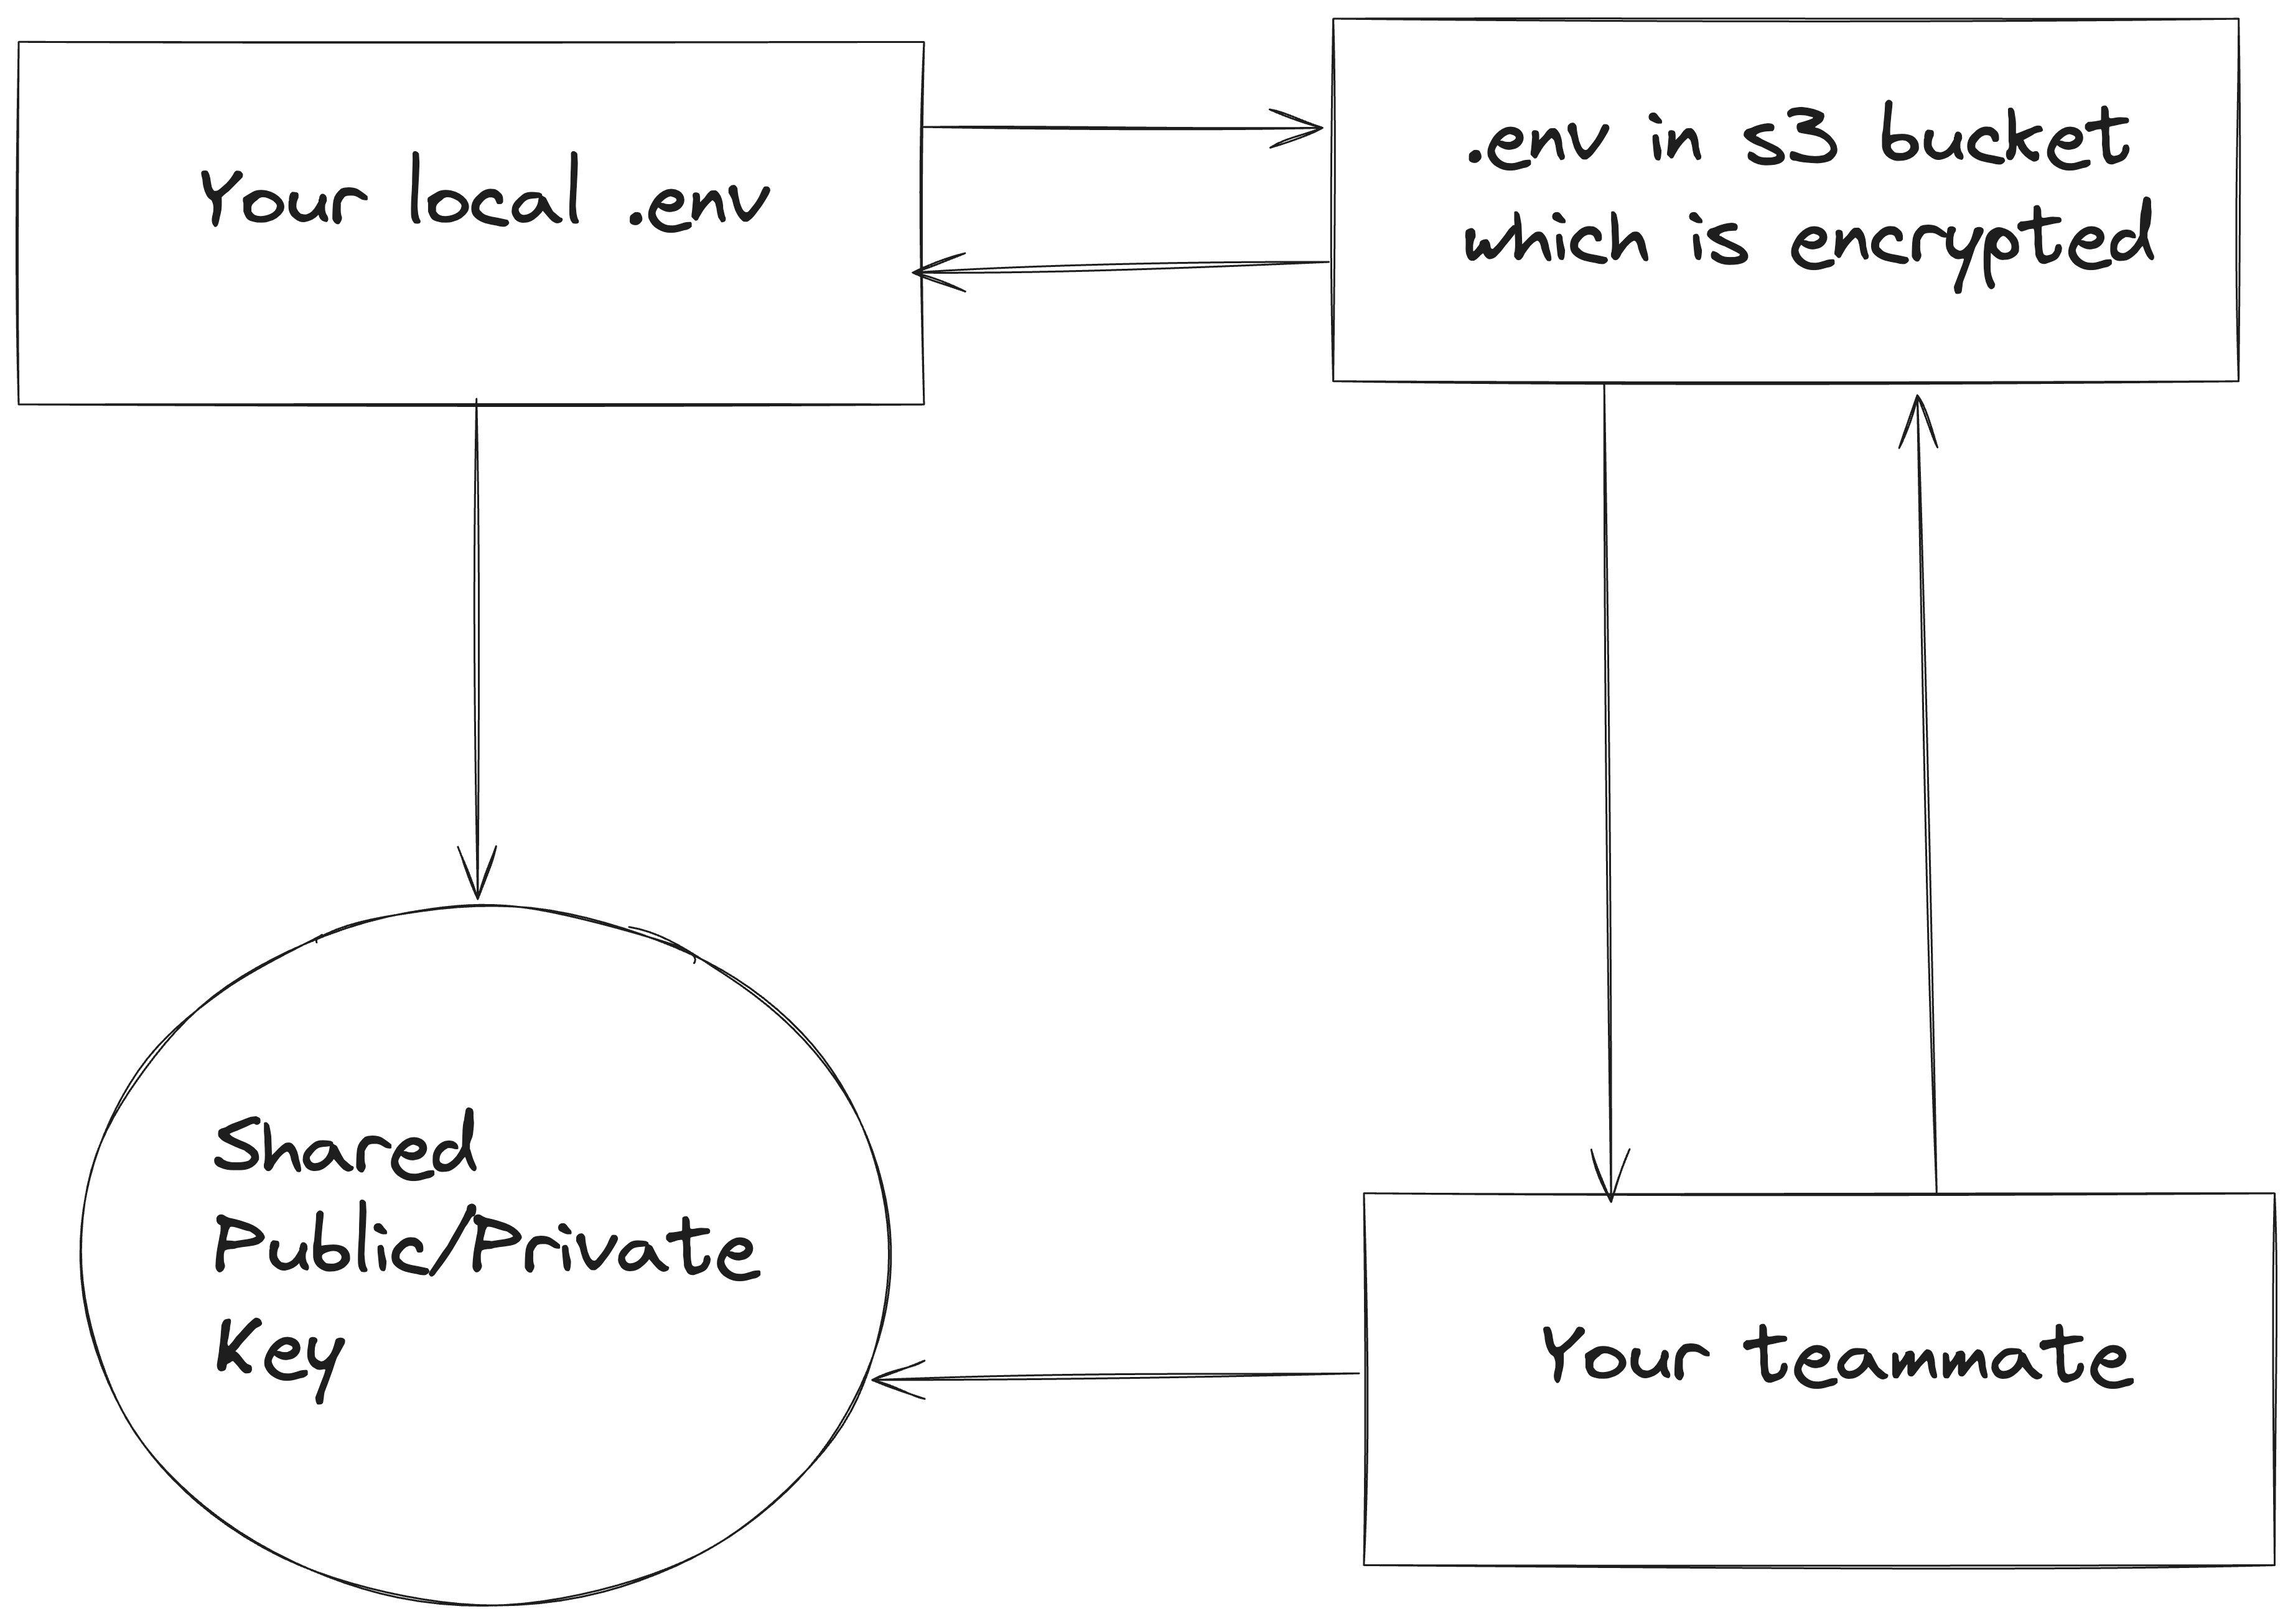 Your local .env
.env in s3 bucket
which is encrypted
Shared
Public/Private
Key
Your teammate